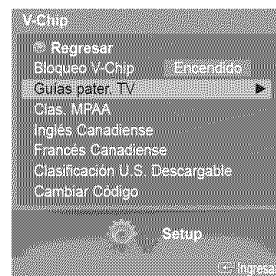 V-Chip
Regresar
Bloqueo V-Chip Encendido
Guías pater. TV
Clas. MPAA
Inglés Canadiense
Francés Canadiense
Clasificación U.S. Descargable
Cambiar Código
Setup
Ingresar